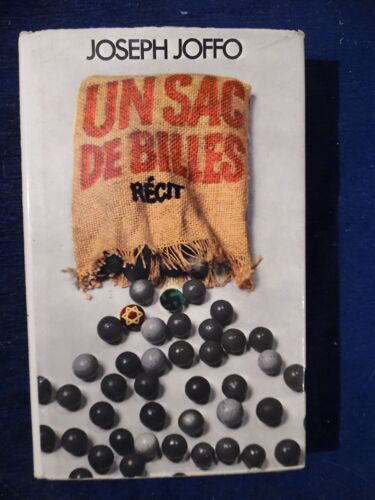 JOSEPH JOFFO
UN SAC
DE BILLES
RÉCIT